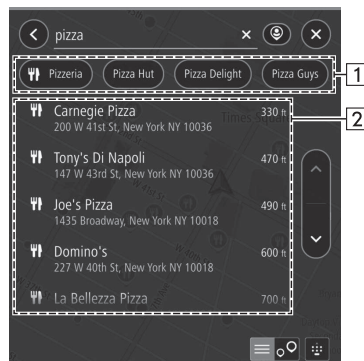 pizza
Pizzeria Pizza Hut Pizza Delight Pizza Guys
1
Carnegie Pizza 330 ft
200 W 41st St, New York NY 10036
2
Tony's Di Napoli 470 ft
147 W 43rd St, New York NY 10036
Joe's Pizza 490 ft
1435 Broadway, New York NY 10018
Domino's 600 ft
227 W 40th St, New York NY 10018
La Bellezza Pizza 700 ft